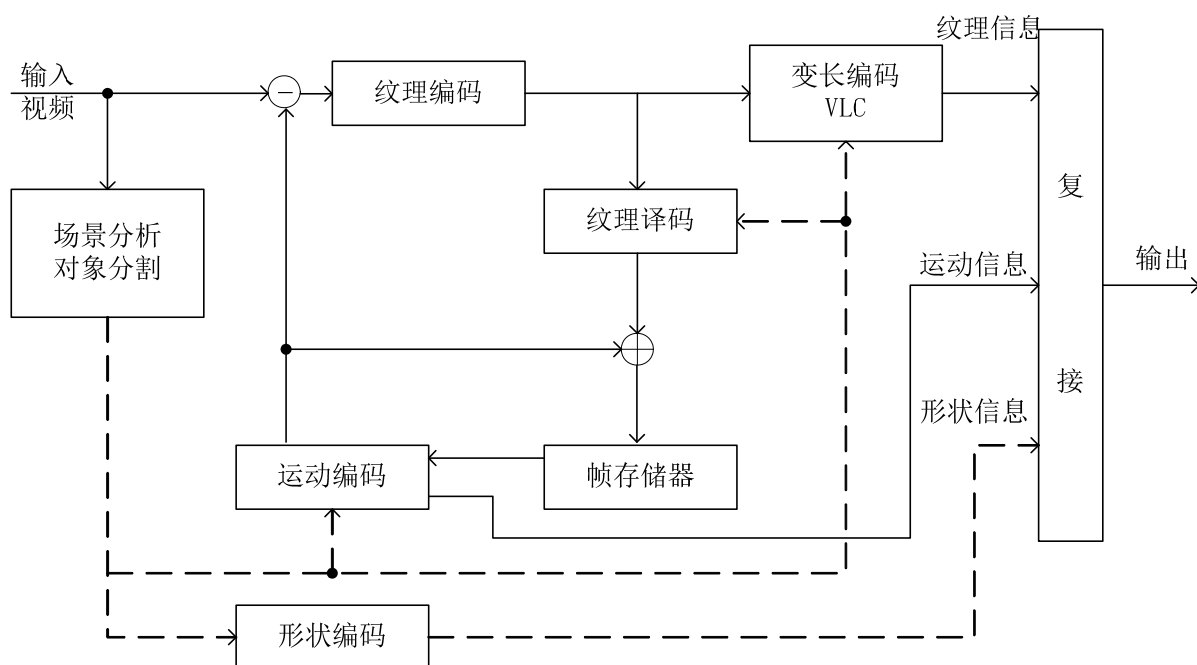 纹理信息
输入
视频
纹理编码
变长编码
VLC
复
接
场景分析
对象分割
纹理译码
运动信息
输出
形状信息
运动编码
帧存储器
形状编码